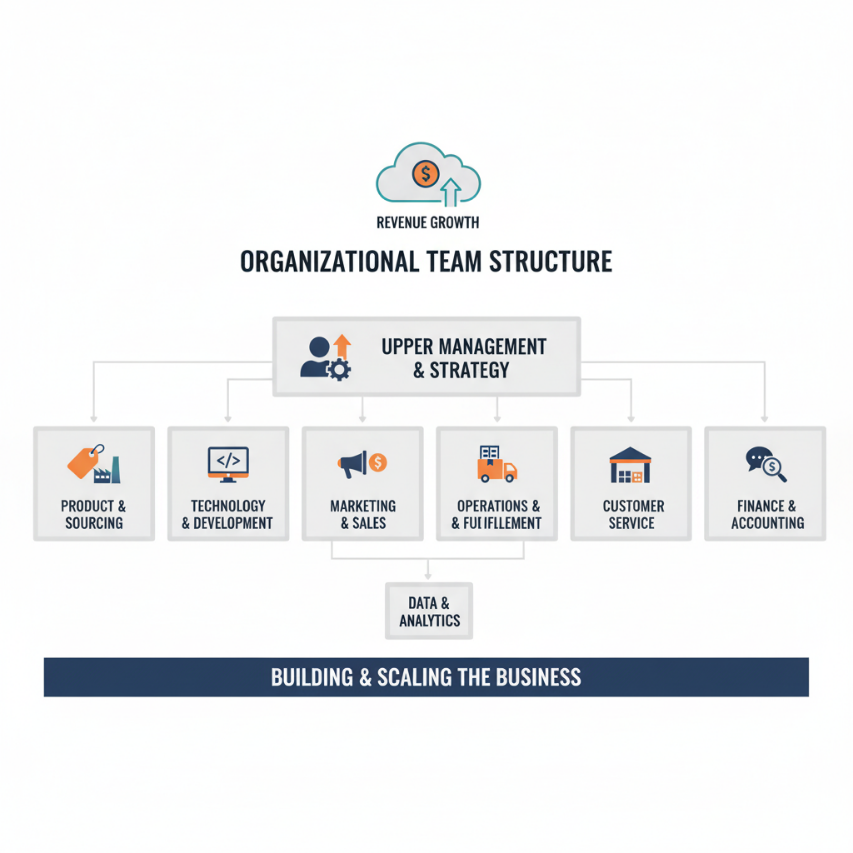 $
REVENUE GROWTH
ORGANIZATIONAL TEAM STRUCTURE
UPPER MANAGEMENT
& STRATEGY
</>
$
$
PRODUCT &
SOURCING
TECHNOLOGY
& DEVELOPMENT
MARKETING
& SALES
OPERATIONS &
& FUIIFILLEMENT
CUSTOMER
SERVICE
FINANCE &
ACCOUNTING
DATA &
ANALYTICS
BUILDING & SCALING THE BUSINESS